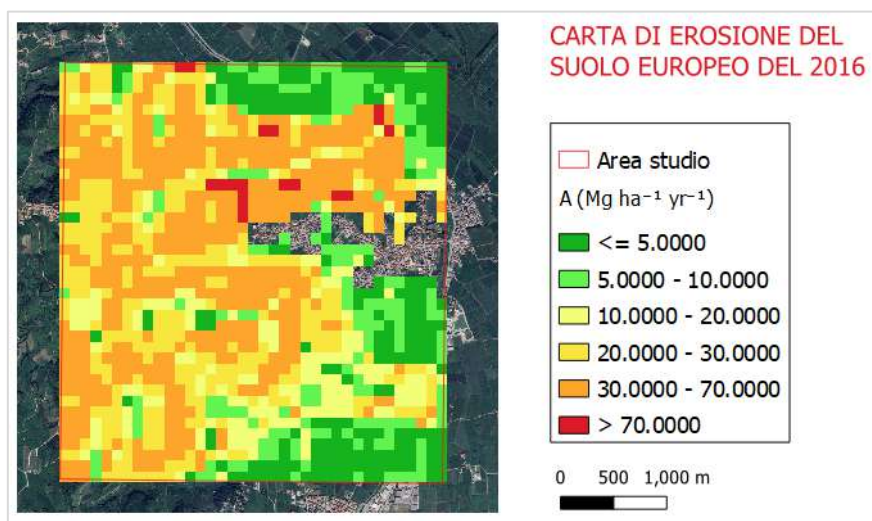 CARTA DI EROSIONE DEL
SUOLO EUROPEO DEL 2016
Area studio
A (Mg ha⁻¹ yr⁻¹)
<= 5.0000
5.0000 - 10.0000
10.0000 - 20.0000
20.0000 - 30.0000
30.0000 - 70.0000
> 70.0000
0 500 1,000 m